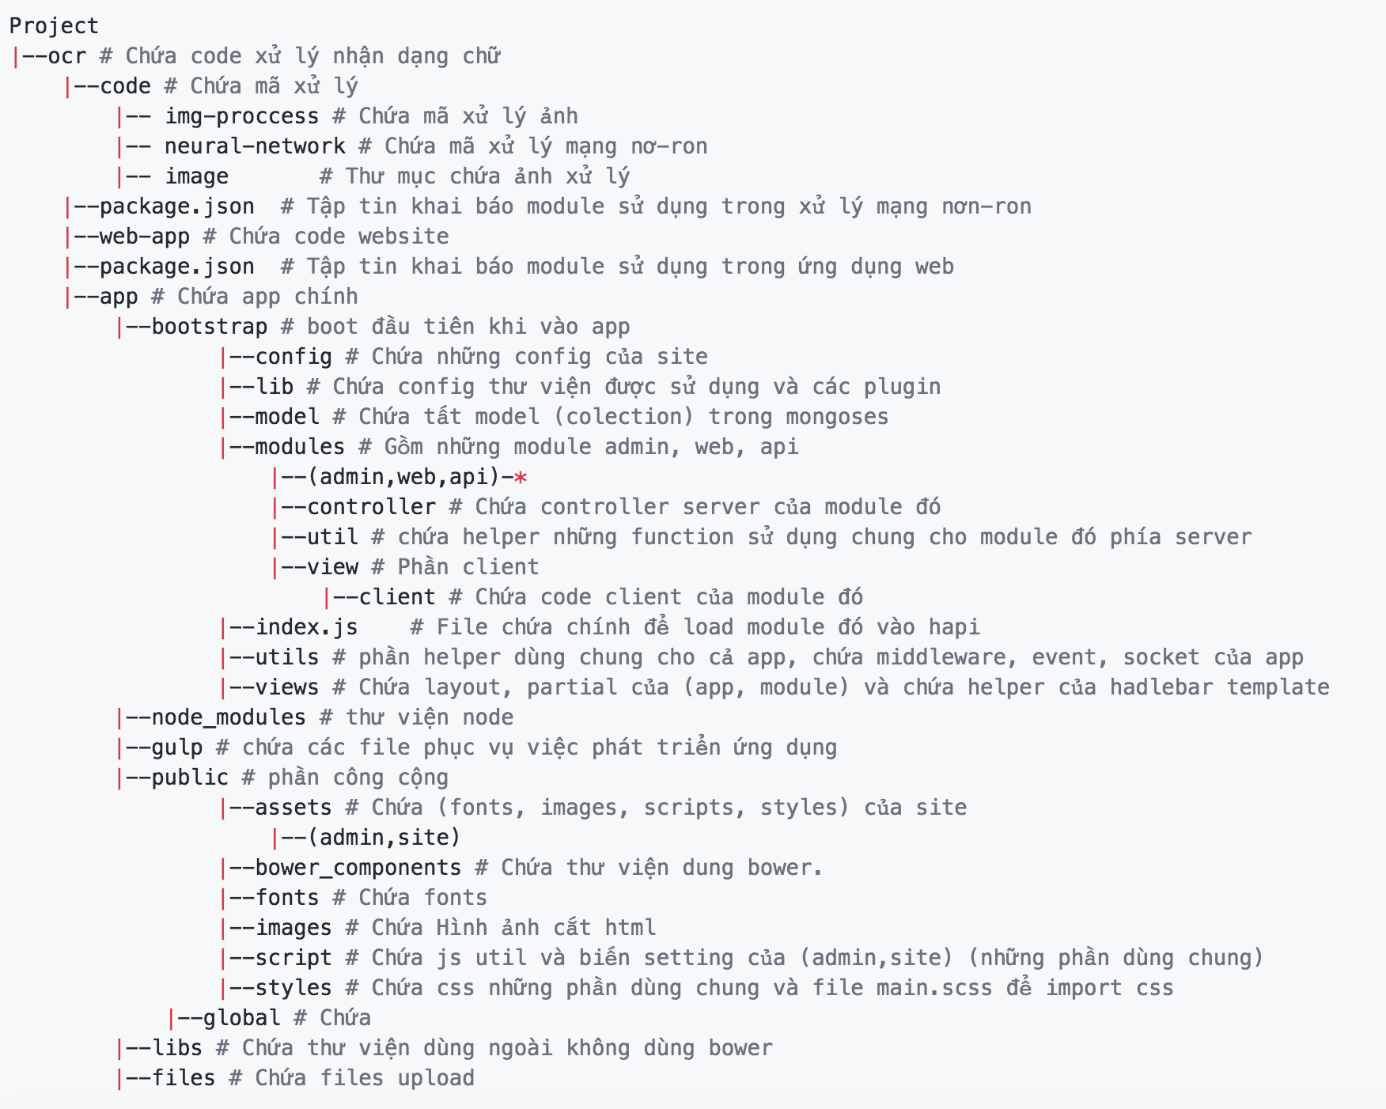 Project
|--ocr # Chứa code xử lý nhận dạng chữ
    |--code # Chứa mã xử lý
        |-- img-proccess # Chứa mã xử lý ảnh
        |-- neural-network # Chứa mã xử lý mạng nơ-ron
        |-- image       # Thư mục chứa ảnh xử lý
    |--package.json  # Tập tin khai báo module sử dụng trong xử lý mạng nơn-ron
    |--web-app # Chứa code website
    |--package.json  # Tập tin khai báo module sử dụng trong ứng dụng web
    |--app # Chứa app chính
        |--bootstrap # boot đầu tiên khi vào app
                |--config # Chứa những config của site
                |--lib # Chứa config thư viện được sử dụng và các plugin
                |--model # Chứa tất model (colection) trong mongoses
                |--modules # Gồm những module admin, web, api
                    |--(admin,web,api)-*
                    |--controller # Chứa controller server của module đó
                    |--util # chứa helper những function sử dụng chung cho module đó phía server
                    |--view # Phần client
                        |--client # Chứa code client của module đó
                |--index.js    # File chứa chính để load module đó vào hapi
                |--utils # phần helper dùng chung cho cả app, chứa middleware, event, socket của app
                |--views # Chứa layout, partial của (app, module) và chứa helper của hadlebar template
        |--node_modules # thư viện node
        |--gulp # chứa các file phục vụ việc phát triển ứng dụng
        |--public # phần công cộng
                |--assets # Chứa (fonts, images, scripts, styles) của site
                    |--(admin,site)
                |--bower_components # Chứa thư viện dung bower.
                |--fonts # Chứa fonts
                |--images # Chứa Hình ảnh cắt html
                |--script # Chứa js util và biến setting của (admin,site) (những phần dùng chung)
                |--styles # Chứa css những phần dùng chung và file main.scss để import css
            |--global # Chứa
        |--libs # Chứa thư viện dùng ngoài không dùng bower
        |--files # Chứa files upload